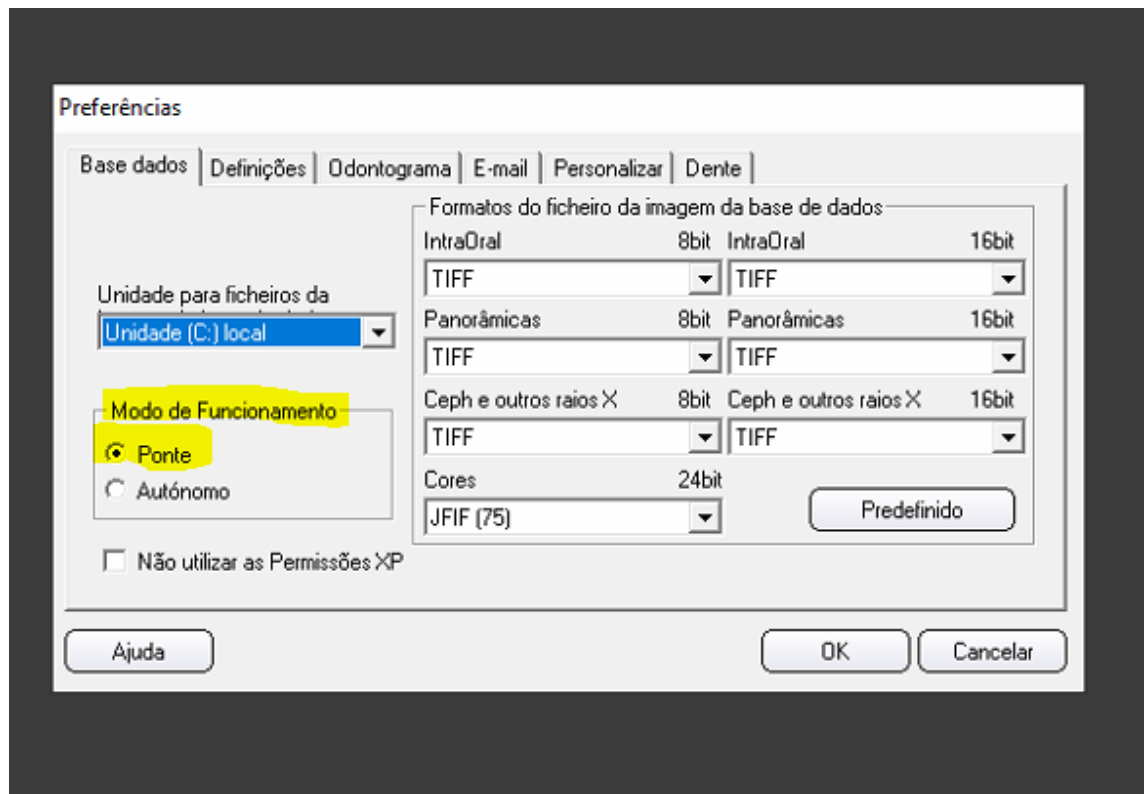 Preferências
Base dados Definições Odontograma E-mail Personalizar Dente
Unidade para ficheiros da
Unidade (C:) local
Modo de Funcionamento
Ponte
Autónomo
Não utilizar as Permissões XP
Formatos do ficheiro da imagem da base de dados
IntraOral 8bit IntraOral 16bit
TIFF TIFF
Panorâmicas 8bit Panorâmicas 16bit
TIFF TIFF
Ceph e outros raios X 8bit Ceph e outros raios X 16bit
TIFF TIFF
Cores 24bit
JFIF (75) Predefinido
Ajuda OK Cancelar